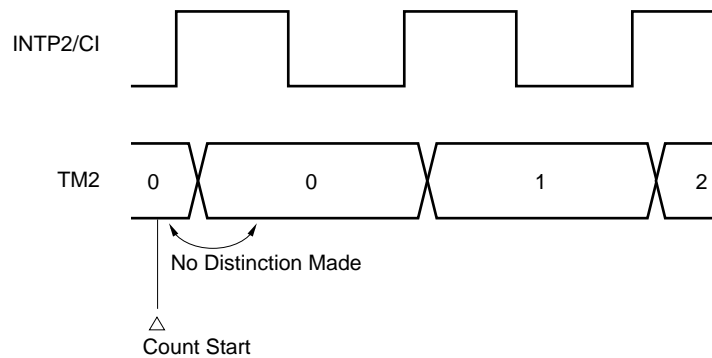 INTP2/CI
TM2
0 0 1 2
No Distinction Made
Count Start